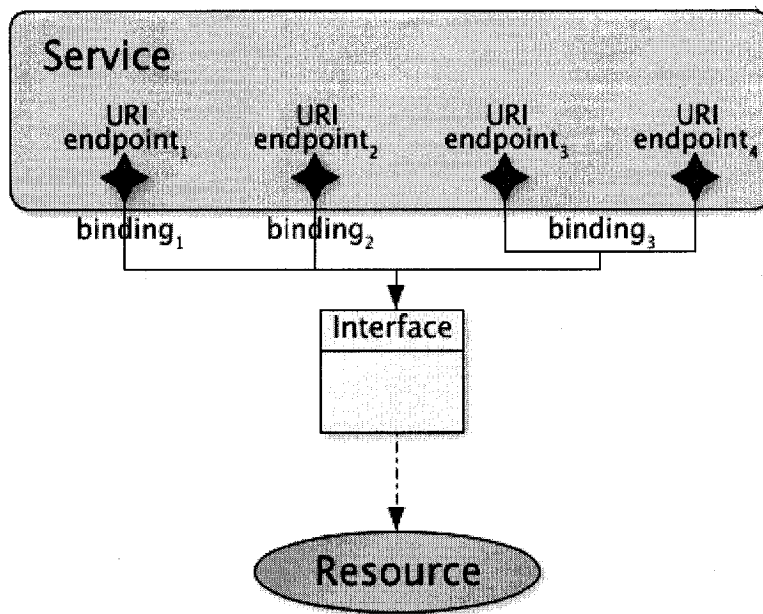 Service
URI URI URI URI
endpoint₁ endpoint₂ endpoint₃ endpoint₄
binding₁ binding₂ binding₃
Interface
Resource